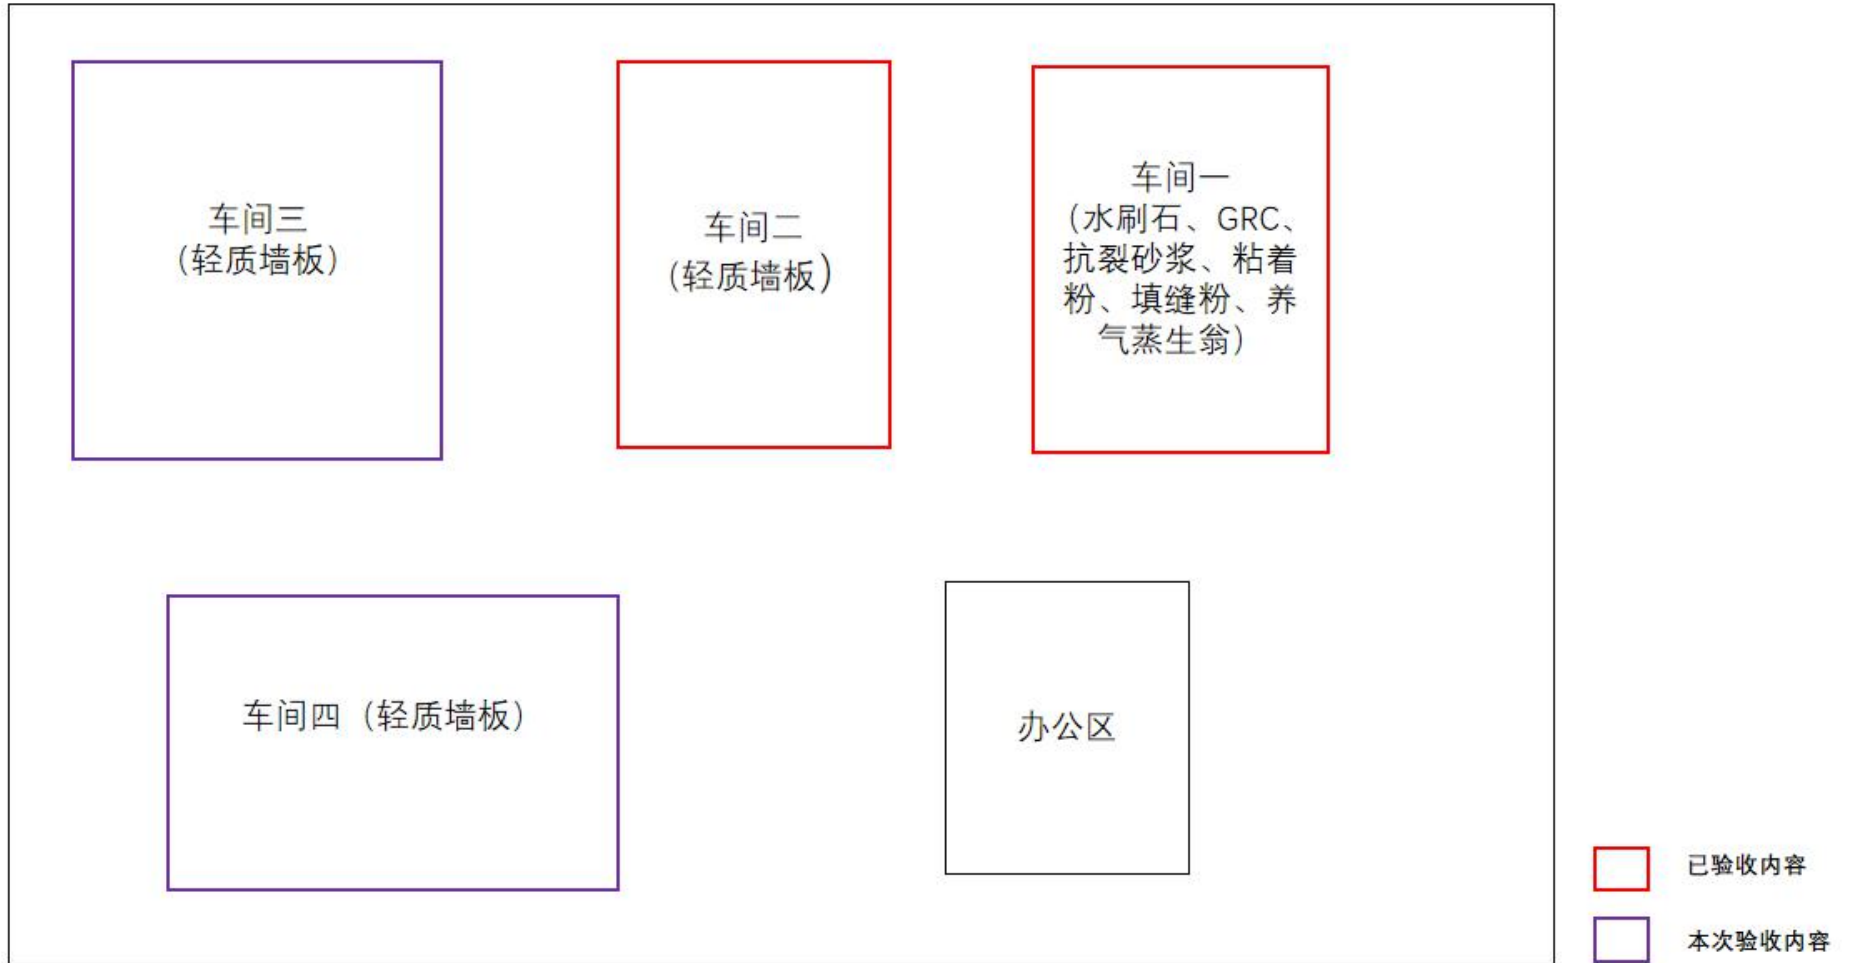 车间三
（轻质墙板）
车间二
（轻质墙板）
车间一
（水刷石、GRC、
抗裂砂浆、粘着
粉、填缝粉、养
气蒸生翁）
车间四（轻质墙板）
办公区
已验收内容
本次验收内容